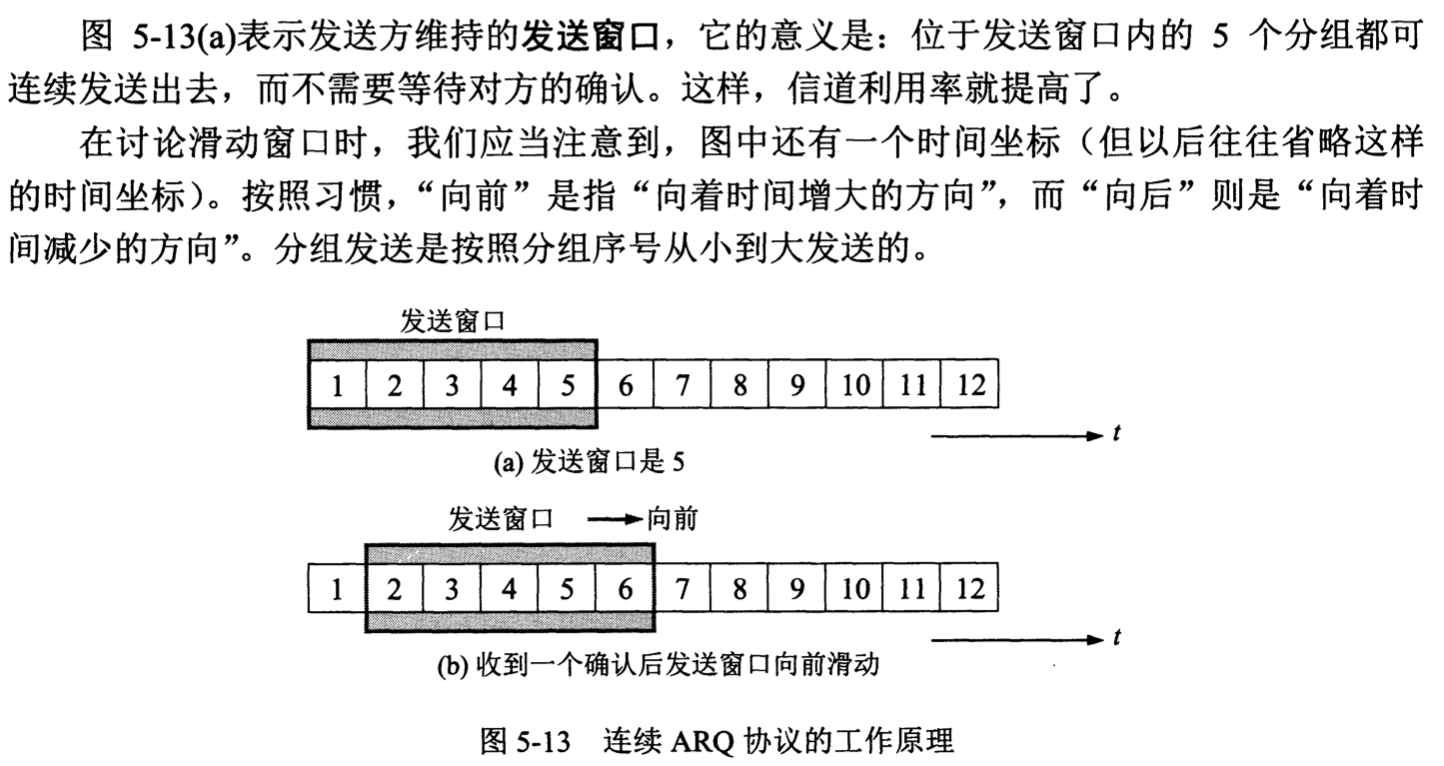 图 5-13(a)表示发送方维持的发送窗口，它的意义是：位于发送窗口内的 5 个分组都可
连续发送出去，而不需要等待对方的确认。这样，信道利用率就提高了。
在讨论滑动窗口时，我们应当注意到，图中还有一个时间坐标（但以后往往省略这样
的时间坐标）。按照习惯，“向前”是指“向着时间增大的方向”，而“向后”则是“向着时
间减少的方向”。分组发送是按照分组序号从小到大发送的。
发送窗口
1 2 3 4 5 6 7 8 9 10 11 12
t
(a) 发送窗口是 5
发送窗口 向前
1 2 3 4 5 6 7 8 9 10 11 12
t
(b) 收到一个确认后发送窗口向前滑动
图 5-13 连续 ARQ 协议的工作原理